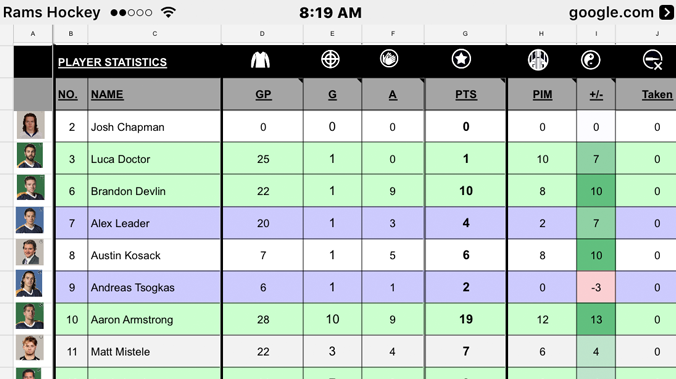 Rams Hockey 8:19 AM google.com
A B C D E F G H I J
PLAYER STATISTICS
NO. NAME GP G A PTS PIM +/- Taken
2 Josh Chapman 0 0 0 0 0 0 0
3 Luca Doctor 25 1 0 1 10 7 0
6 Brandon Devlin 22 1 9 10 8 10 0
7 Alex Leader 20 1 3 4 2 7 0
8 Austin Kosack 7 1 5 6 8 10 0
9 Andreas Tsogkas 6 1 1 2 0 -3 0
10 Aaron Armstrong 28 10 9 19 12 13 0
11 Matt Mistele 22 3 4 7 6 4 0